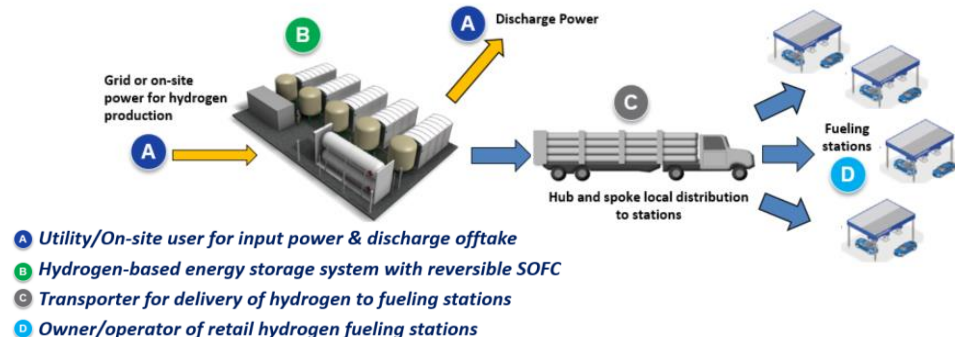 A
Discharge Power
B
Grid or on-site
power for hydrogen
production
A
C
Fueling
stations
D
Hub and spoke local distribution
to stations
A Utility/On-site user for input power & discharge offtake
B Hydrogen-based energy storage system with reversible SOFC
C Transporter for delivery of hydrogen to fueling stations
D Owner/operator of retail hydrogen fueling stations